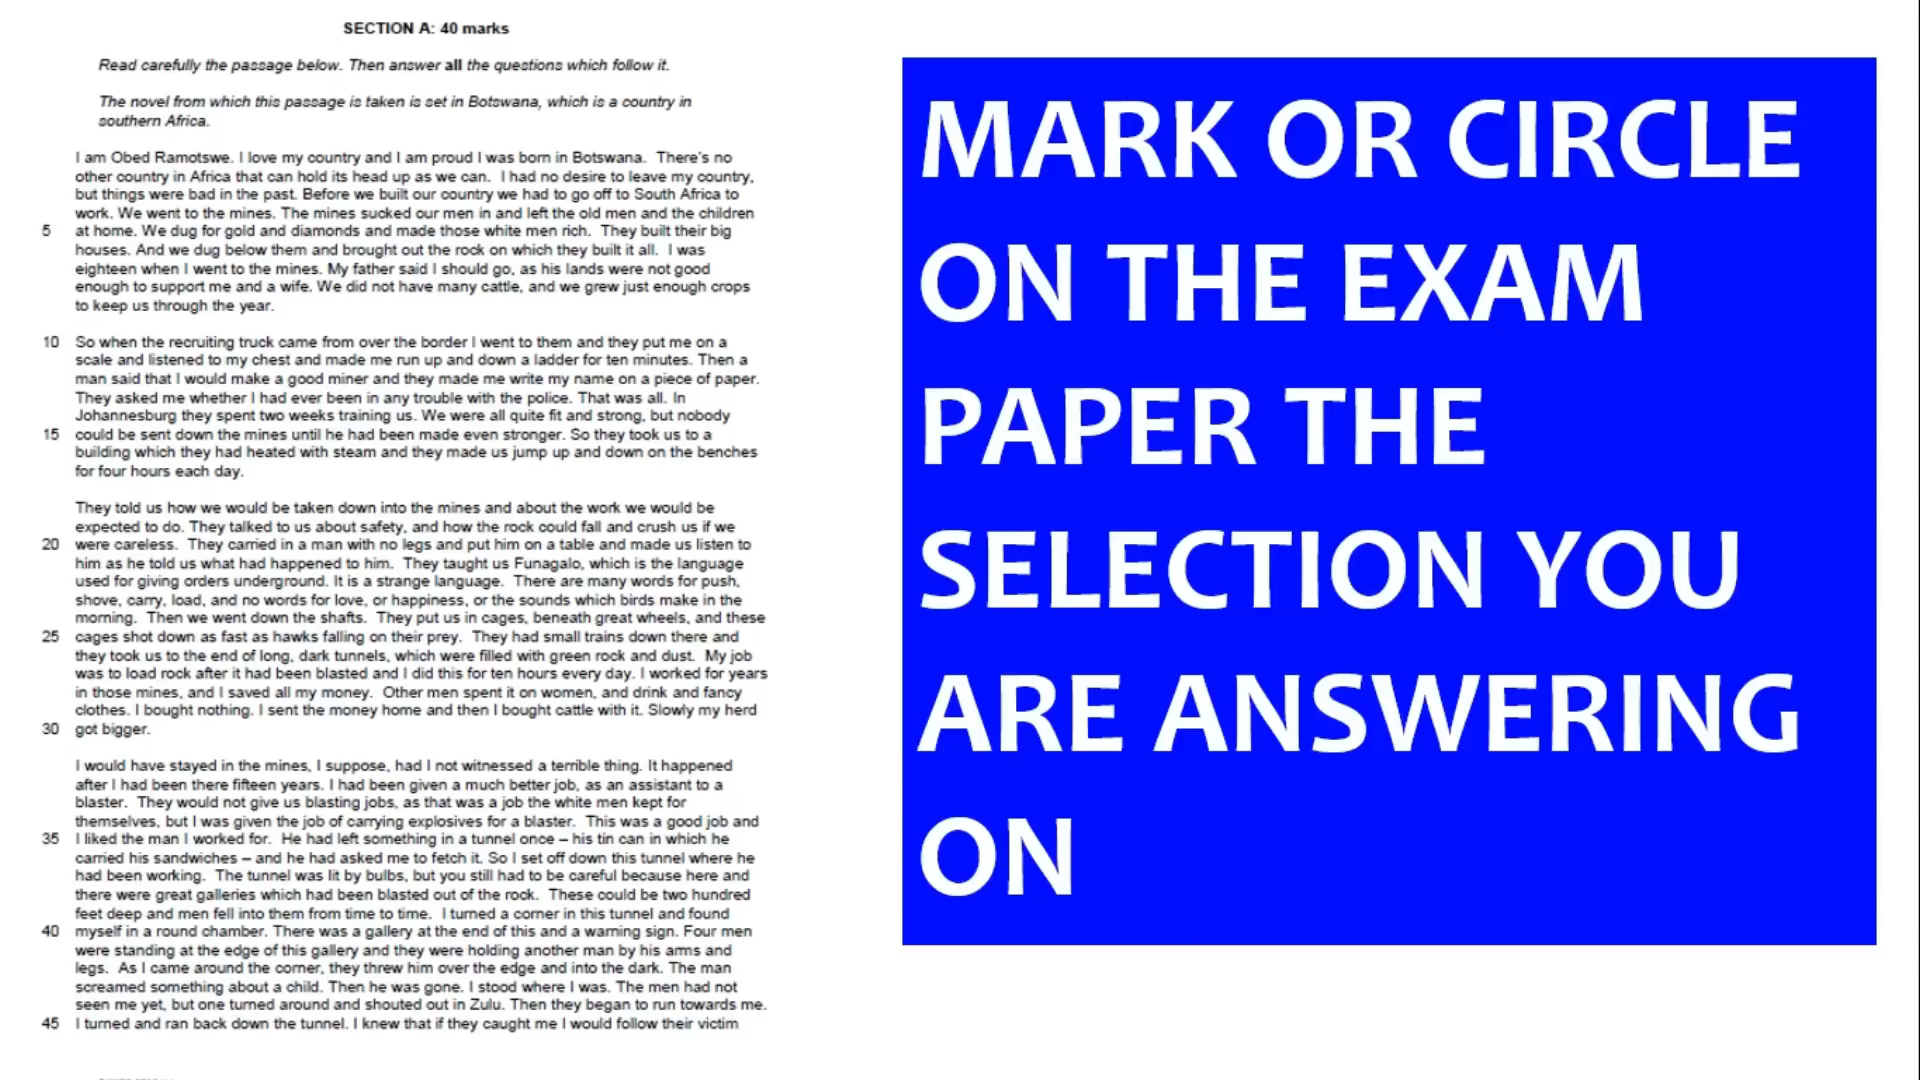 SECTION A: 40 marks
Read carefully the passage below. Then answer all the questions which follow it.
The novel from which this passage is taken is set in Botswana, which is a country in
southern Africa.
I am Obed Ramotswe. I love my country and I am proud I was born in Botswana. There's no
other country in Africa that can hold its head up as we can. I had no desire to leave my country,
but things were bad in the past. Before we built our country we had to go off to South Africa to
work. We went to the mines. The mines sucked our men in and left the old men and the children
5 at home. We dug for gold and diamonds and made those white men rich. They built their big
houses. And we dug below them and brought out the rock on which they built it all. I was
eighteen when I went to the mines. My father said I should go, as his lands were not good
enough to support me and a wife. We did not have many cattle, and we grew just enough crops
to keep us through the year.
10 So when the recruiting truck came from over the border I went to them and they put me on a
scale and listened to my chest and made me run up and down a ladder for ten minutes. Then a
man said that I would make a good miner and they made me write my name on a piece of paper.
They asked me whether I had ever been in any trouble with the police. That was all. In
Johannesburg they spent two weeks training us. We were all quite fit and strong, but nobody
15 could be sent down the mines until he had been made even stronger. So they took us to a
building which they had heated with steam and they made us jump up and down on the benches
for four hours each day.
They told us how we would be taken down into the mines and about the work we would be
expected to do. They talked to us about safety, and how the rock could fall and crush us if we
20 were careless. They carried in a man with no legs and put him on a table and made us listen to
him as he told us what had happened to him. They taught us Funagalo, which is the language
used for giving orders underground. It is a strange language. There are many words for push,
shove, carry, load, and no words for love, or happiness, or the sounds which birds make in the
morning. Then we went down the shafts. They put us in cages, beneath great wheels, and these
25 cages shot down as fast as hawks falling on their prey. They had small trains down there and
they took us to the end of long, dark tunnels, which were filled with green rock and dust. My job
was to load rock after it had been blasted and I did this for ten hours every day. I worked for years
in those mines, and I saved all my money. Other men spent it on women, and drink and fancy
clothes. I bought nothing. I sent the money home and then I bought cattle with it. Slowly my herd
30 got bigger.
I would have stayed in the mines, I suppose, had I not witnessed a terrible thing. It happened
after I had been there fifteen years. I had been given a much better job, as an assistant to a
blaster. They would not give us blasting jobs, as that was a job the white men kept for
themselves, but I was given the job of carrying explosives for a blaster. This was a good job and
35 I liked the man I worked for. He had left something in a tunnel once – his tin can in which he
carried his sandwiches – and he had asked me to fetch it. So I set off down this tunnel where he
had been working. The tunnel was lit by bulbs, but you still had to be careful because here and
there were great galleries which had been blasted out of the rock. These could be two hundred
feet deep and men fell into them from time to time. I turned a corner in this tunnel and found
40 myself in a round chamber. There was a gallery at the end of this and a warning sign. Four men
were standing at the edge of this gallery and they were holding another man by his arms and
legs. As I came around the corner, they threw him over the edge and into the dark. The man
screamed something about a child. Then he was gone. I stood where I was. The men had not
seen me yet, but one turned around and shouted out in Zulu. Then they began to run towards me.
45 I turned and ran back down the tunnel. I knew that if they caught me I would follow their victim
MARK OR CIRCLE
ON THE EXAM
PAPER THE
SELECTION YOU
ARE ANSWERING
ON